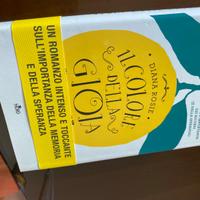 DIANA ROSIE
IL COLORE
DELLA
GIOIA
UN ROMANZO INTENSO E TOCCANTE
SULL'IMPORTANZA DELLA MEMORIA
E DELLA SPERANZA